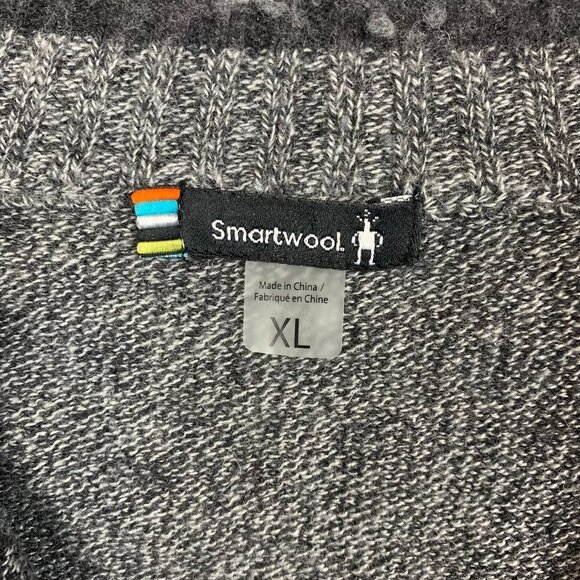 Smartwool.
Made in China /
Fabriqué en Chine
XL